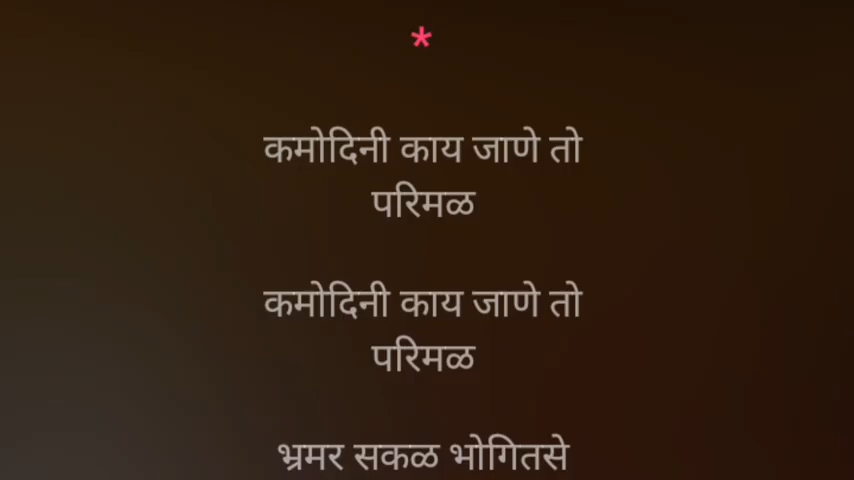 *
कमोदिनी काय जाणे तो
परिमळ
कमोदिनी काय जाणे तो
परिमळ
भ्रमर सकळ भोगितसे